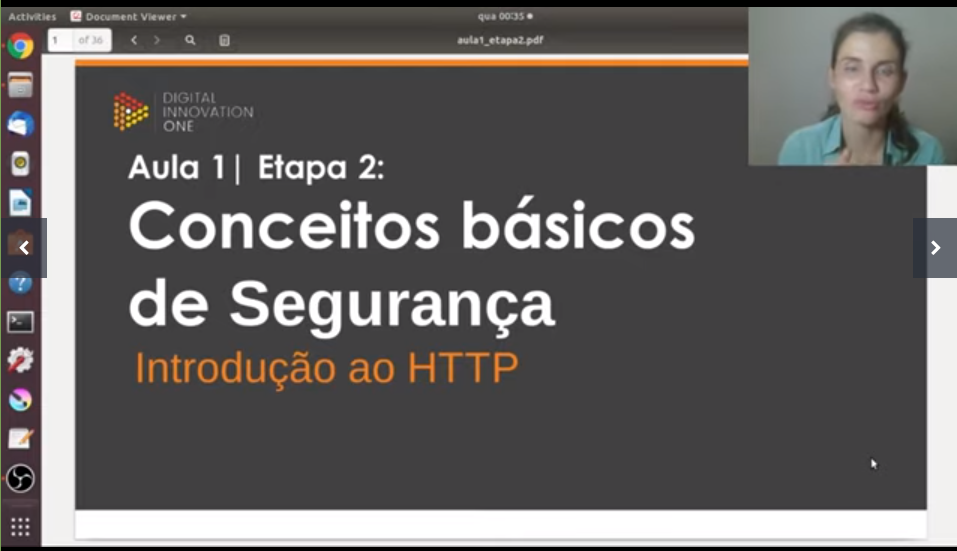 Activities Document Viewer qua 00:35
1 of 36 aula1_etapa2.pdf
DIGITAL
INNOVATION
ONE
Aula 1| Etapa 2:
Conceitos básicos
de Segurança
Introdução ao HTTP